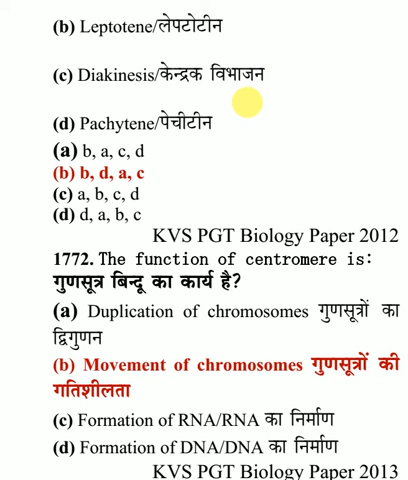 (b) Leptotene/लेपटोटीन
(c) Diakinesis/केन्द्रक विभाजन
(d) Pachytene/पेचीटीन
(a) b, a, c, d
(b) b, d, a, c
(c) a, b, c, d
(d) d, a, b, c
KVS PGT Biology Paper 2012
1772. The function of centromere is:
गुणसूत्र बिन्दू का कार्य है?
(a) Duplication of chromosomes गुणसूत्रों का
द्विगुणन
(b) Movement of chromosomes गुणसूत्रों की
गतिशीलता
(c) Formation of RNA/RNA का निर्माण
(d) Formation of DNA/DNA का निर्माण
KVS PGT Biology Paper 2013